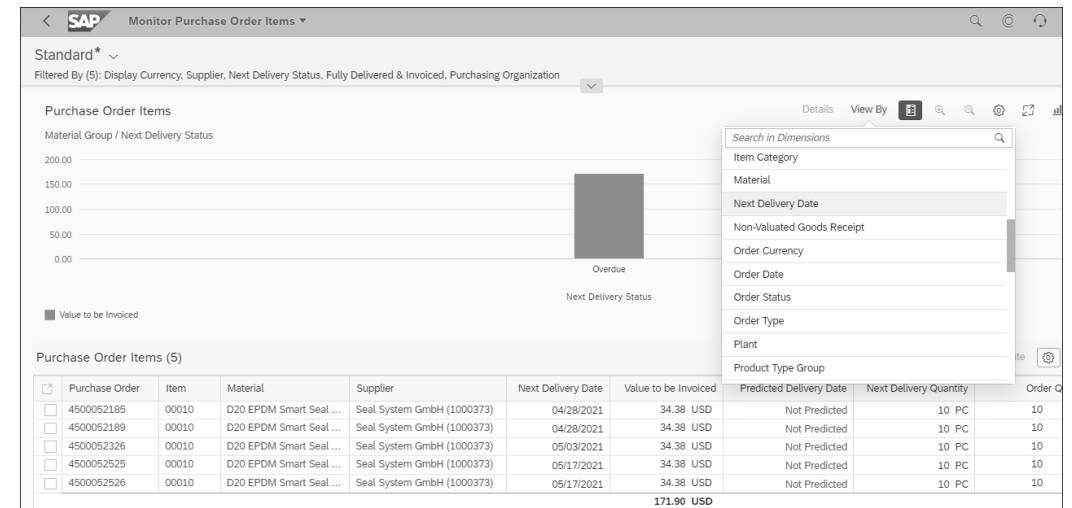 SAP Monitor Purchase Order Items
Standard*
Filtered By (5): Display Currency, Supplier, Next Delivery Status, Fully Delivered & Invoiced, Purchasing Organization
Purchase Order Items
Details View By
Material Group / Next Delivery Status
Search in Dimensions
Item Category
Material
Next Delivery Date
Non-Valuated Goods Receipt
Order Currency
Order Date
Order Status
Order Type
Plant
Product Type Group
200.00
150.00
100.00
50.00
0.00
Overdue
Next Delivery Status
Value to be Invoiced
Purchase Order Items (5)
Purchase Order Item Material Supplier Next Delivery Date Value to be Invoiced Predicted Delivery Date Next Delivery Quantity Order Q
4500052185 00010 D20 EPDM Smart Seal ... Seal System GmbH (1000373) 04/28/2021 34.38 USD Not Predicted 10 PC 10
4500052189 00010 D20 EPDM Smart Seal ... Seal System GmbH (1000373) 04/28/2021 34.38 USD Not Predicted 10 PC 10
4500052326 00010 D20 EPDM Smart Seal ... Seal System GmbH (1000373) 05/03/2021 34.38 USD Not Predicted 10 PC 10
4500052525 00010 D20 EPDM Smart Seal ... Seal System GmbH (1000373) 05/17/2021 34.38 USD Not Predicted 10 PC 10
4500052526 00010 D20 EPDM Smart Seal ... Seal System GmbH (1000373) 05/17/2021 34.38 USD Not Predicted 10 PC 10
171.90 USD